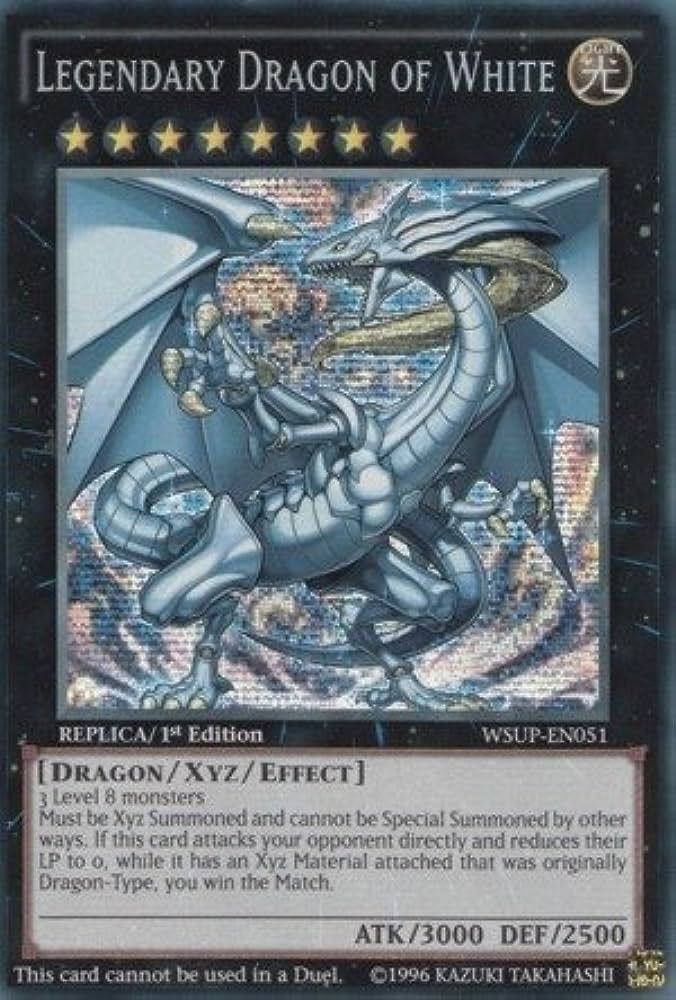 LEGENDARY DRAGON OF WHITE
LIGHT
光
REPLICA/1st Edition
WSUP-EN051
[DRAGON/XYZ/EFFECT]
3 Level 8 monsters
Must be Xyz Summoned and cannot be Special Summoned by other
ways. If this card attacks your opponent directly and reduces their
LP to 0, while it has an Xyz Material attached that was originally
Dragon-Type, you win the Match.
ATK/3000 DEF/2500
This card cannot be used in a Duel.
©1996 KAZUKI TAKAHASHI